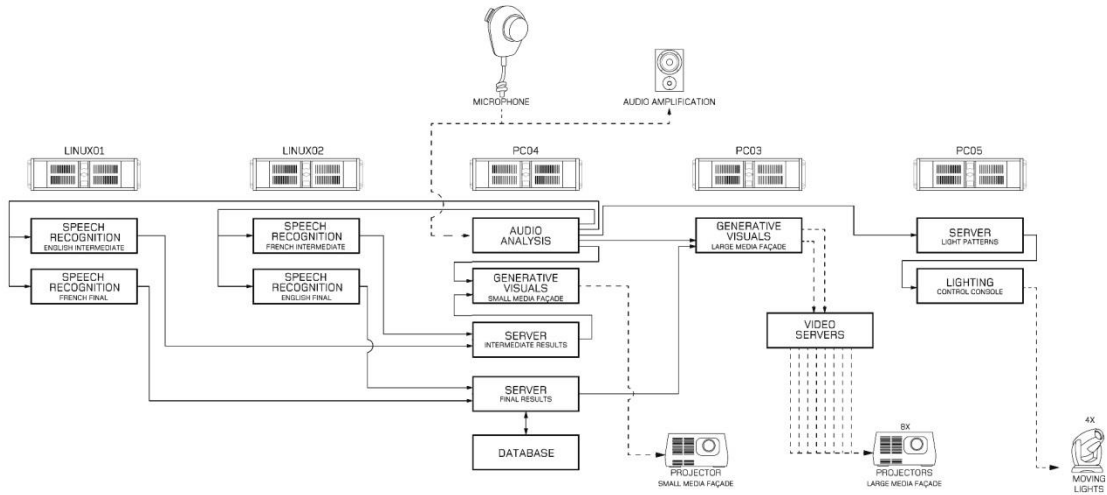 MICROPHONE
AUDIO AMPLIFICATION
LINUX01
LINUX02
PC04
PC03
PC05
SPEECH
RECOGNITION
ENGLISH INTERMEDIATE
SPEECH
RECOGNITION
FRENCH INTERMEDIATE
AUDIO
ANALYSIS
GENERATIVE
VISUALS
LARGE MEDIA FAÇADE
SERVER
LIGHT PATTERNS
SPEECH
RECOGNITION
FRENCH FINAL
SPEECH
RECOGNITION
ENGLISH FINAL
GENERATIVE
VISUALS
SMALL MEDIA FAÇADE
LIGHTING
CONTROL CONSOLE
SERVER
INTERMEDIATE RESULTS
VIDEO
SERVERS
SERVER
FINAL RESULTS
DATABASE
PROJECTOR
SMALL MEDIA FAÇADE
8X
PROJECTORS
LARGE MEDIA FAÇADE
4X
MOVING
LIGHTS